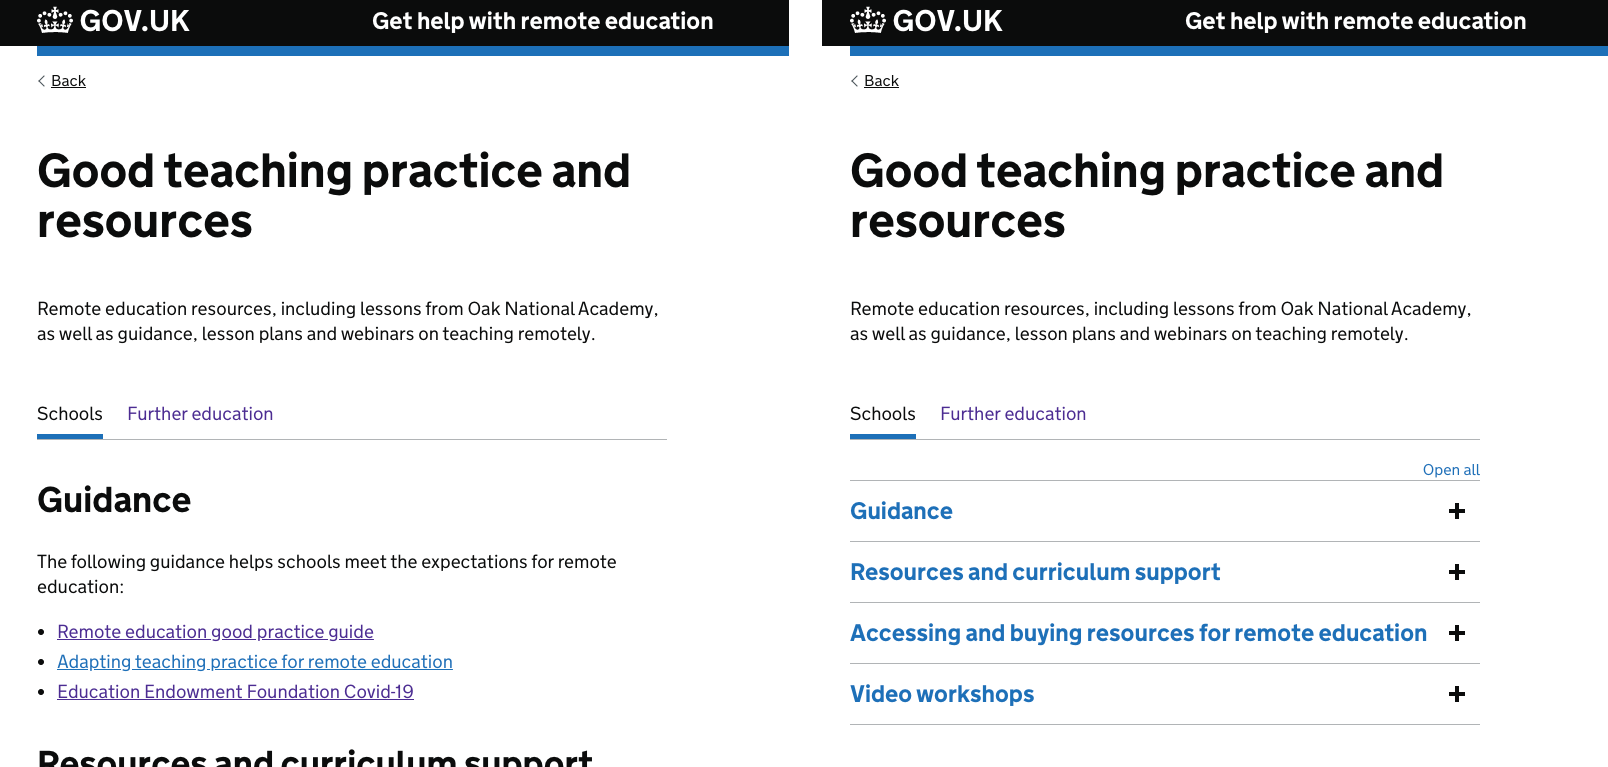 GOV.UK
Get help with remote education
Back
Good teaching practice and
resources
Remote education resources, including lessons from Oak National Academy,
as well as guidance, lesson plans and webinars on teaching remotely.
Schools Further education
Guidance
The following guidance helps schools meet the expectations for remote
education:
• Remote education good practice guide
• Adapting teaching practice for remote education
• Education Endowment Foundation Covid-19
Resources and curriculum support
GOV.UK
Get help with remote education
Back
Good teaching practice and
resources
Remote education resources, including lessons from Oak National Academy,
as well as guidance, lesson plans and webinars on teaching remotely.
Schools Further education
Open all
Guidance +
Resources and curriculum support +
Accessing and buying resources for remote education +
Video workshops +